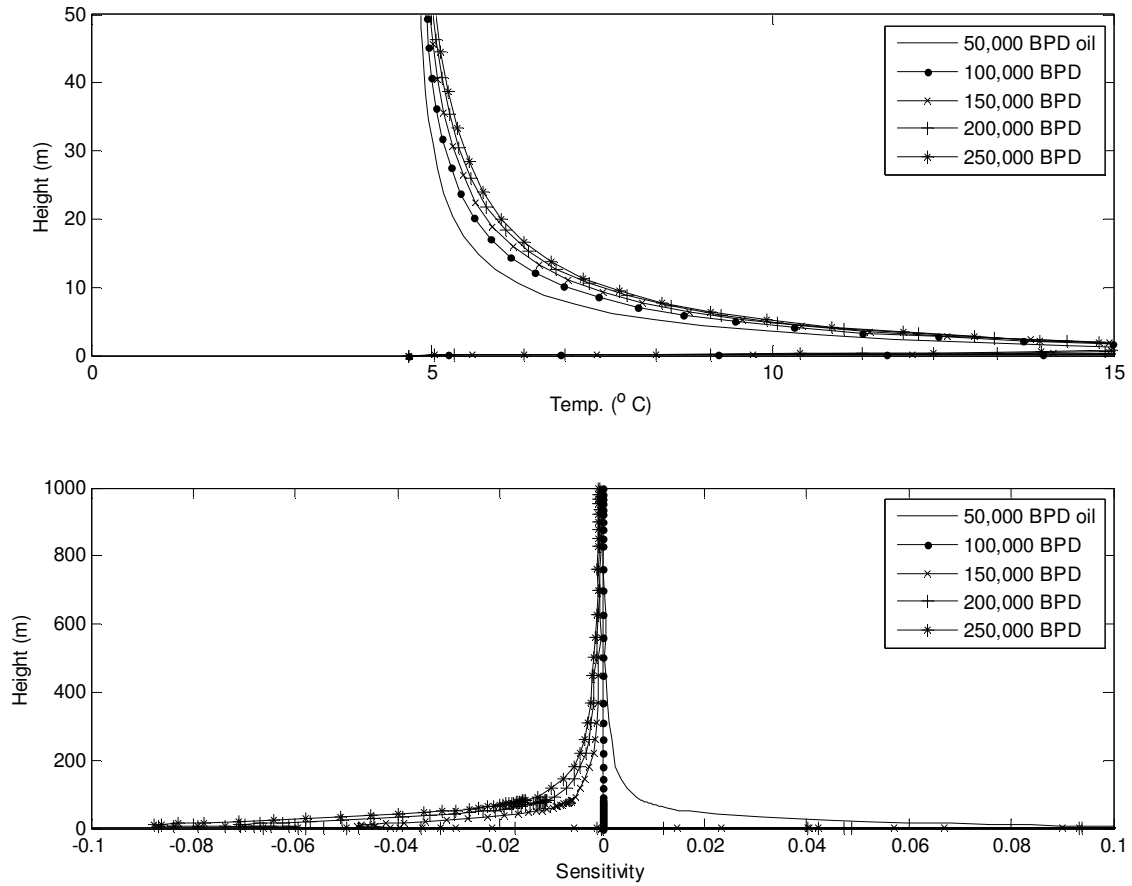 50
40
30
20
10
0
Height (m)
0
5
10
15
Temp. (° C)
50,000 BPD oil
100,000 BPD
150,000 BPD
200,000 BPD
250,000 BPD
1000
800
600
400
200
0
Height (m)
-0.1
-0.08
-0.06
-0.04
-0.02
0
0.02
0.04
0.06
0.08
0.1
Sensitivity
50,000 BPD oil
100,000 BPD
150,000 BPD
200,000 BPD
250,000 BPD